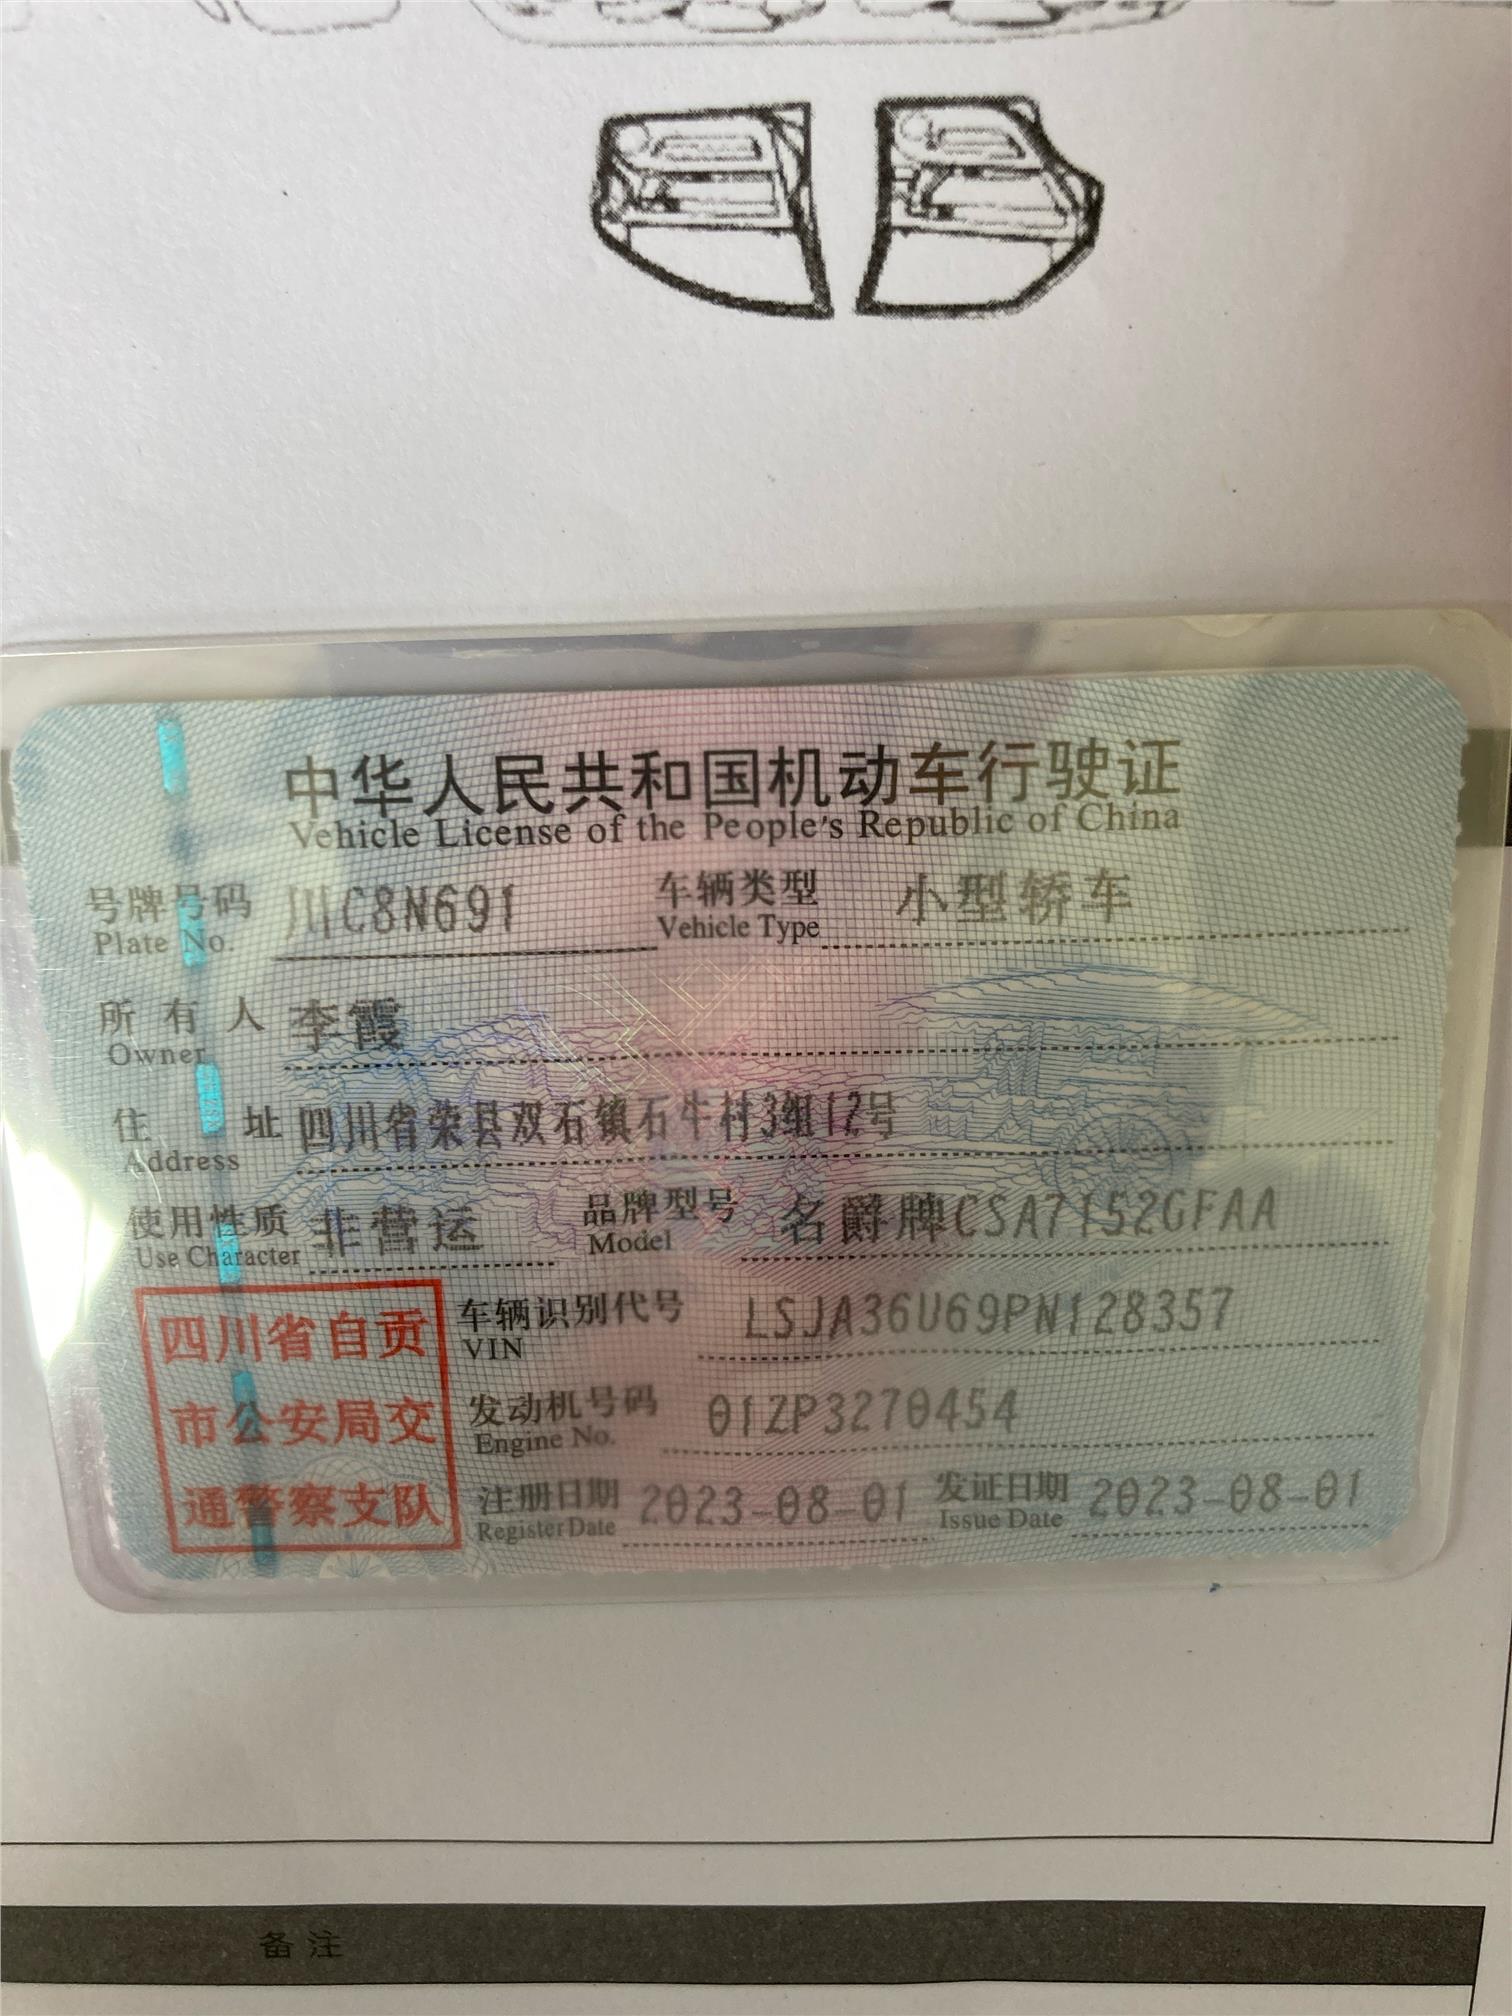 中华人民共和国机动车行驶证
Vehicle License of the People's Republic of China
号牌号码 川C8N691 车辆类型 小型轿车
Plate No. Vehicle Type
所有人 李霞
Owner
住址 四川省荣县双石镇石牛村3组12号
Address
使用性质 非营运 品牌型号 名爵牌CSA7152GFAA
Use Character Model
四川省自贡
市公安局交
通警察支队
车辆识别代号 LSJA36U69PN128357
VIN
发动机号码 01ZP3270454
Engine No.
注册日期 2023-08-01 发证日期 2023-08-01
Register Date Issue Date
备注